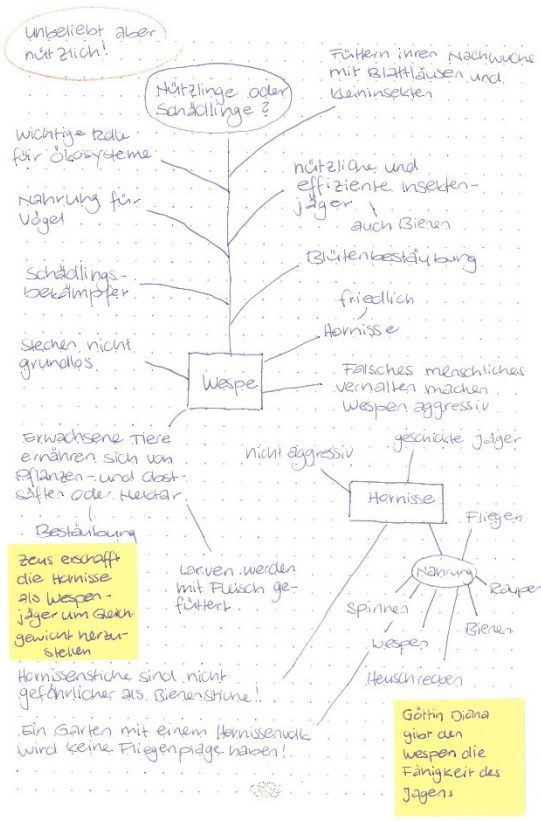 Unbeliebt aber
nützlich!
Nützlinge oder
Schädlinge?
Füttern ihren Nachwuchs
mit Blattläusen und
Kleininsekten
wichtige Rolle
für Ökosysteme
nützliche und
effiziente Insekten-
jäger
auch Bienen
Nahrung für
Vögel
Blütenbestäubung
Schädlings-
bekämpfer
friedlich
Hornisse
stechen nicht
grundlos
Wespe
Falsches menschliches
verhalten machen
Wespen aggressiv
Erwachsene Tiere
ernähren sich von
Pflanzen- und Obst-
säften oder Nektar
Bestäubung
nicht aggressiv
geschickte Jäger
Hornisse
Fliegen
Nahrung
Raupen
Bienen
Spinnen
Wespen
Heuschrecken
Larven werden
mit Fleisch ge-
füttert
Zeus erschafft
die Hornisse
als Wespen-
jäger um Gleich-
gewicht herzu-
stellen
Hornissenstiche sind nicht
gefährlicher als Bienenstiche!
Ein Garten mit einem Hornissenvolk
wird keine Fliegenplage haben!
Göttin Diana
gibt den
Wespen die
Fähigkeit des
Jagens